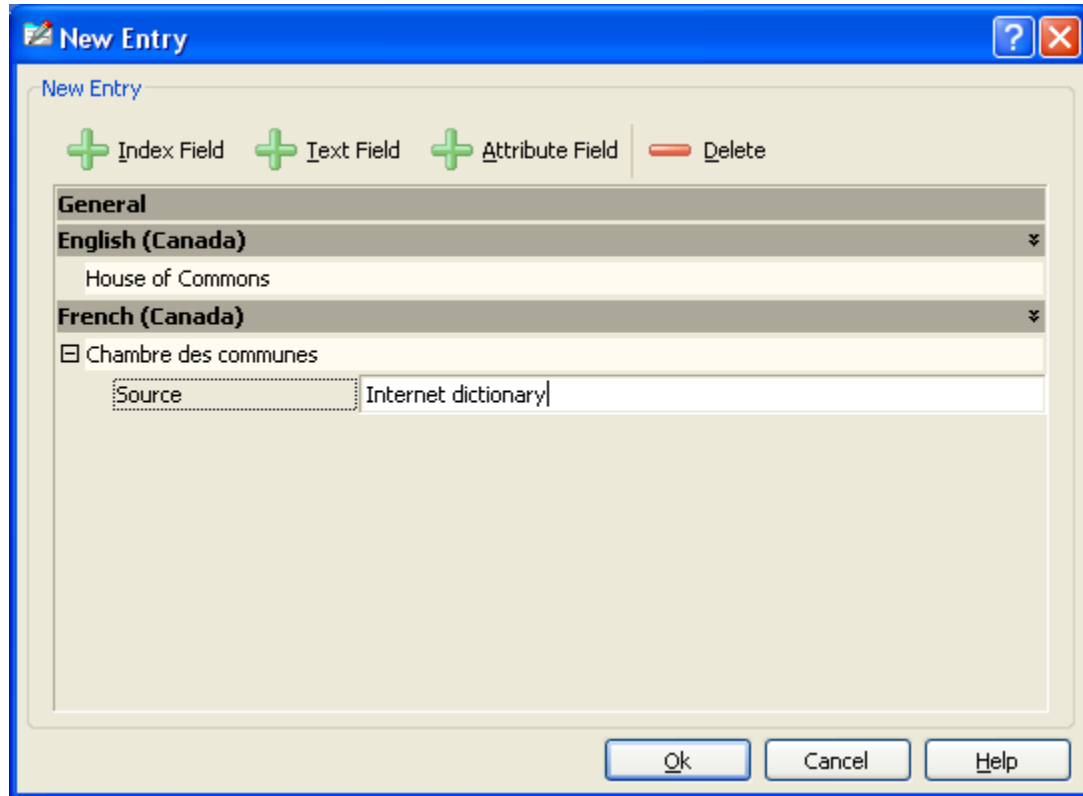 New Entry
New Entry
Index Field Text Field Attribute Field Delete
General
English (Canada)
House of Commons
French (Canada)
Chambre des communes
Source Internet dictionary
Ok Cancel Help